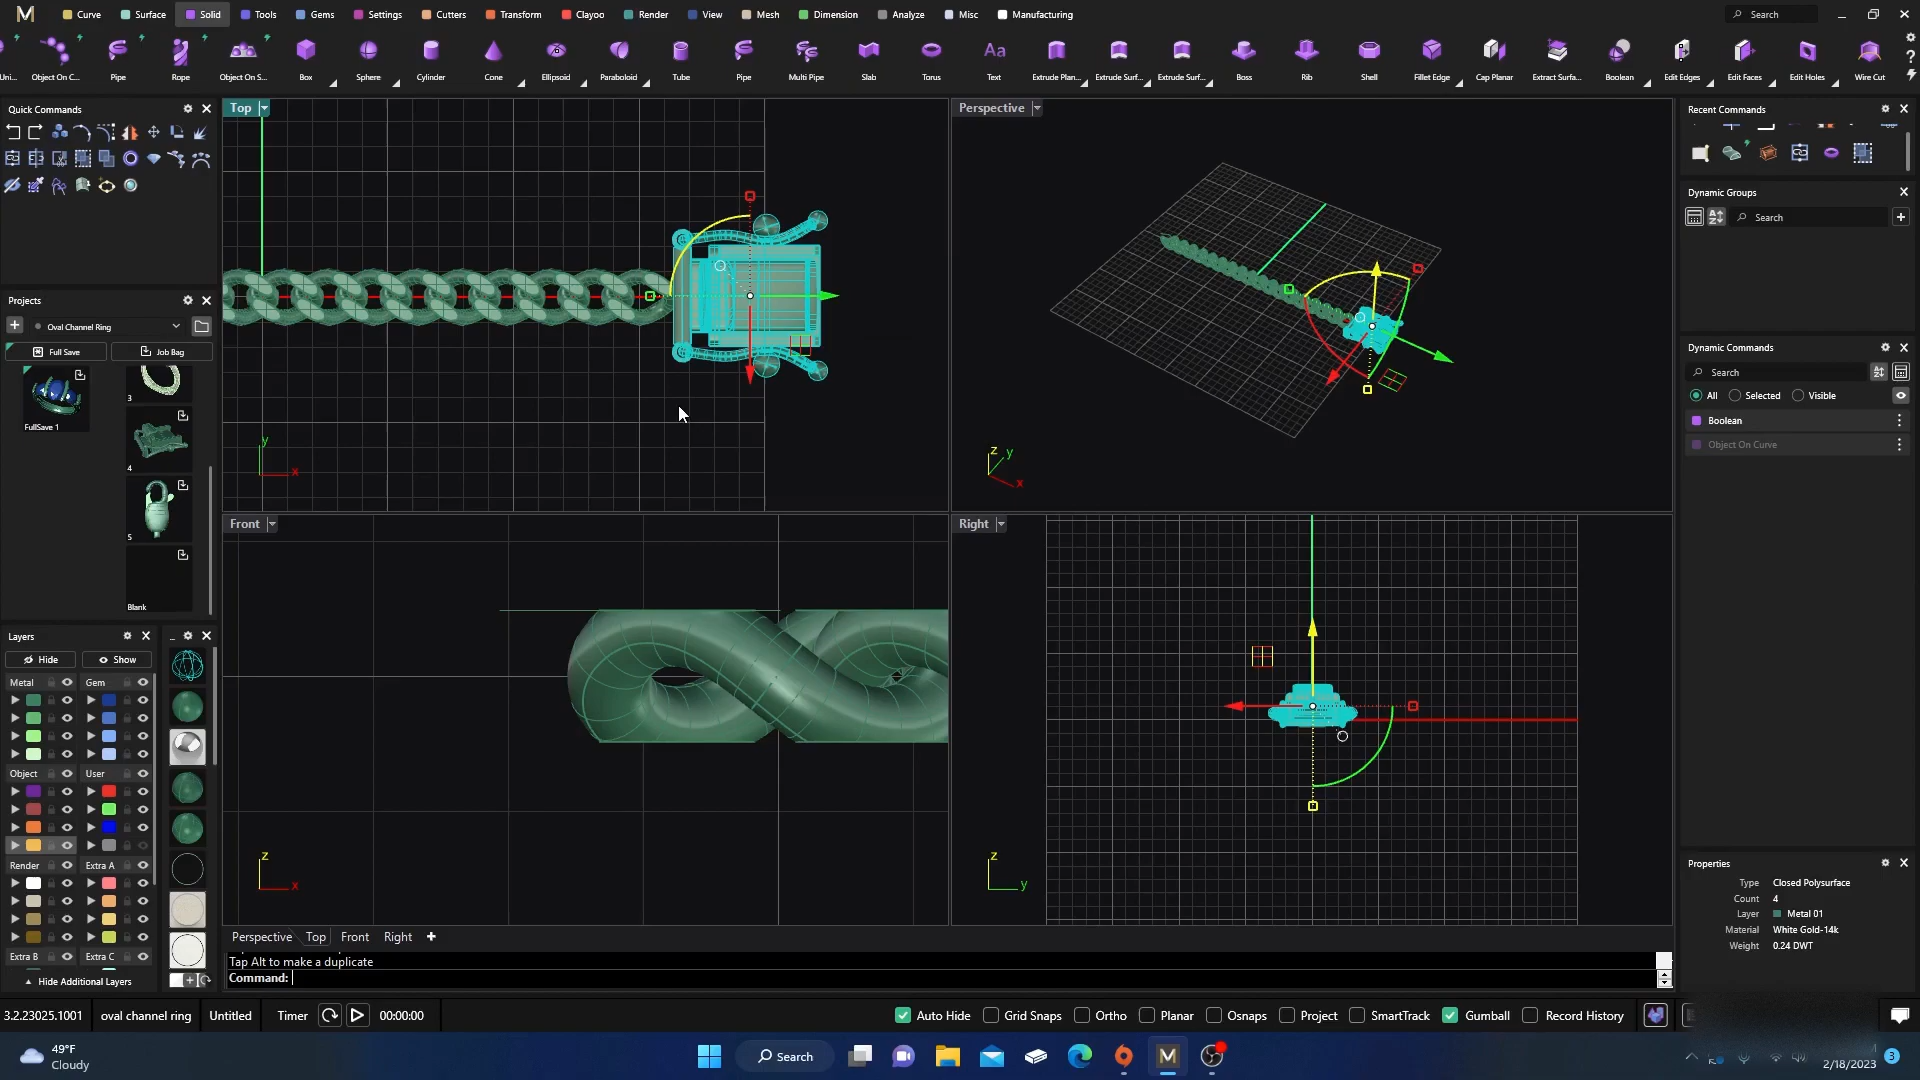 M Curve Surface Solid Tools Gems Settings Cutters Transform Clayoo Render View Mesh Dimension Analyze Misc Manufacturing Search
Uni... Object On C... Pipe Rope Object On S... Box Sphere Cylinder Cone Ellipsoid Paraboloid Tube Pipe Multi Pipe Slab Torus Text Extrude Plan... Extrude Surf... Extrude Surf... Boss Rib Shell Fillet Edge Cap Planar Extract Surfa... Boolean Edit Edges Edit Faces Edit Holes Wire Cut
Aa
Quick Commands
Projects
Oval Channel Ring
Full Save Job Bag
FullSave 1
3
4
5
Blank
Layers
Hide Show
Metal Gem
Object User
Render Extra A
Extra B Extra C
Hide Additional Layers
Top
y
x
Perspective
z
y
x
Front
z
x
Right
z
y
Perspective Top Front Right
Tap Alt to make a duplicate
Command:
Recent Commands
Dynamic Groups
Search
Dynamic Commands
Search
All Selected Visible
Boolean
Object On Curve
Properties
Type Closed Polysurface
Count 4
Layer Metal 01
Material White Gold-14k
Weight 0.24 DWT
3.2.23025.1001 oval channel ring Untitled Timer 00:00:00 Auto Hide Grid Snaps Ortho Planar Osnaps Project SmartTrack Gumball Record History
49°F
Cloudy
Search
M
2/18/2023
3